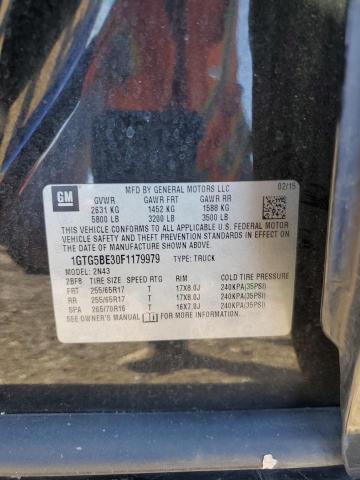 MFD BY GENERAL MOTORS LLC 02/15
GM GVWR GAWR FRT GAWR RR
2631 KG 1452 KG 1588 KG
5800 LB 3200 LB 3500 LB
THIS VEHICLE CONFORMS TO ALL APPLICABLE U.S. FEDERAL MOTOR
VEHICLE SAFETY AND THEFT PREVENTION STANDARDS IN EFFECT ON
THE DATE OF MANUFACTURE SHOWN ABOVE.
1GTG5BE30F1179979 TYPE: TRUCK
MODEL: 2N43
2BFB TIRE SIZE SPEED RTG RIM COLD TIRE PRESSURE
FRT 255/65R17 T 17X8.0J 240KPA(35PSI)
RR 255/65R17 T 17X8.0J 240KPA(35PSI)
SPA 265/70R16 T 16X7.0J 240KPA(35PSI)
SEE OWNER'S MANUAL FOR MORE INFORMATION.